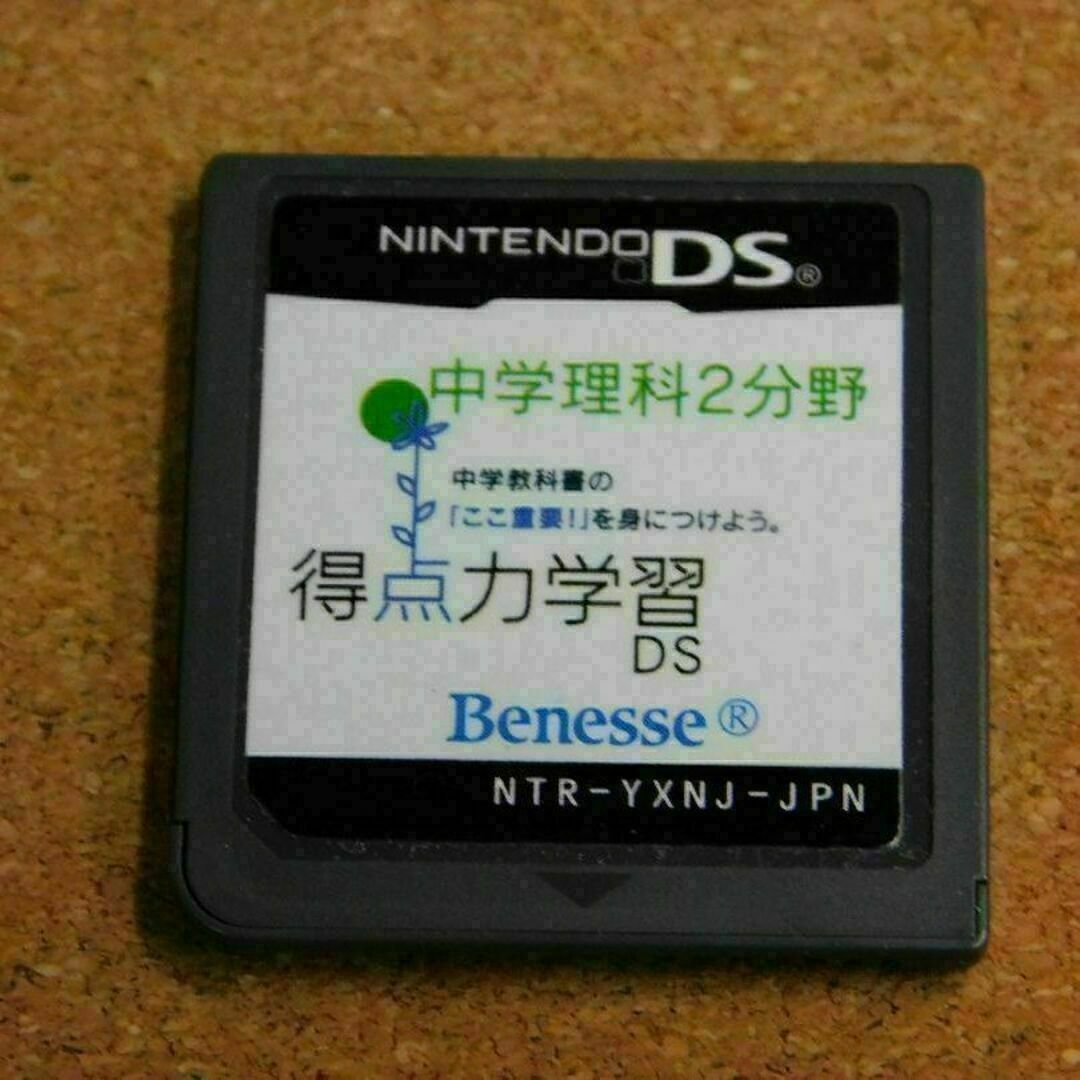 NINTENDO DS®
中学理科2分野
中学教科書の
「ここ重要!」を身につけよう。
得点力学習
DS
Benesse®
NTR-YXNJ-JPN